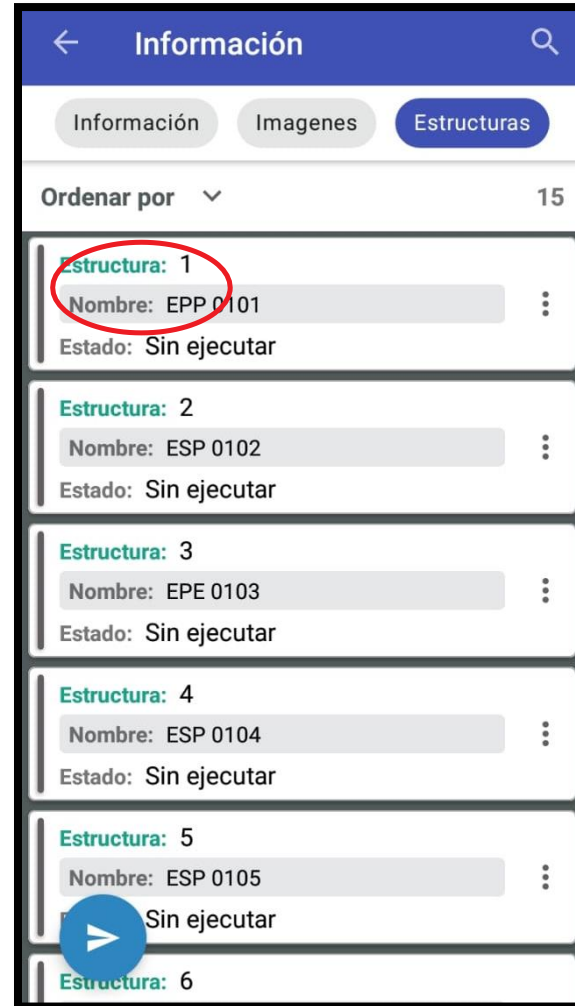 Información
Información Imagenes Estructuras
Ordenar por 15
Estructura: 1
Nombre: EPP 0101
Estado: Sin ejecutar
Estructura: 2
Nombre: ESP 0102
Estado: Sin ejecutar
Estructura: 3
Nombre: EPE 0103
Estado: Sin ejecutar
Estructura: 4
Nombre: ESP 0104
Estado: Sin ejecutar
Estructura: 5
Nombre: ESP 0105
Sin ejecutar
Estructura: 6